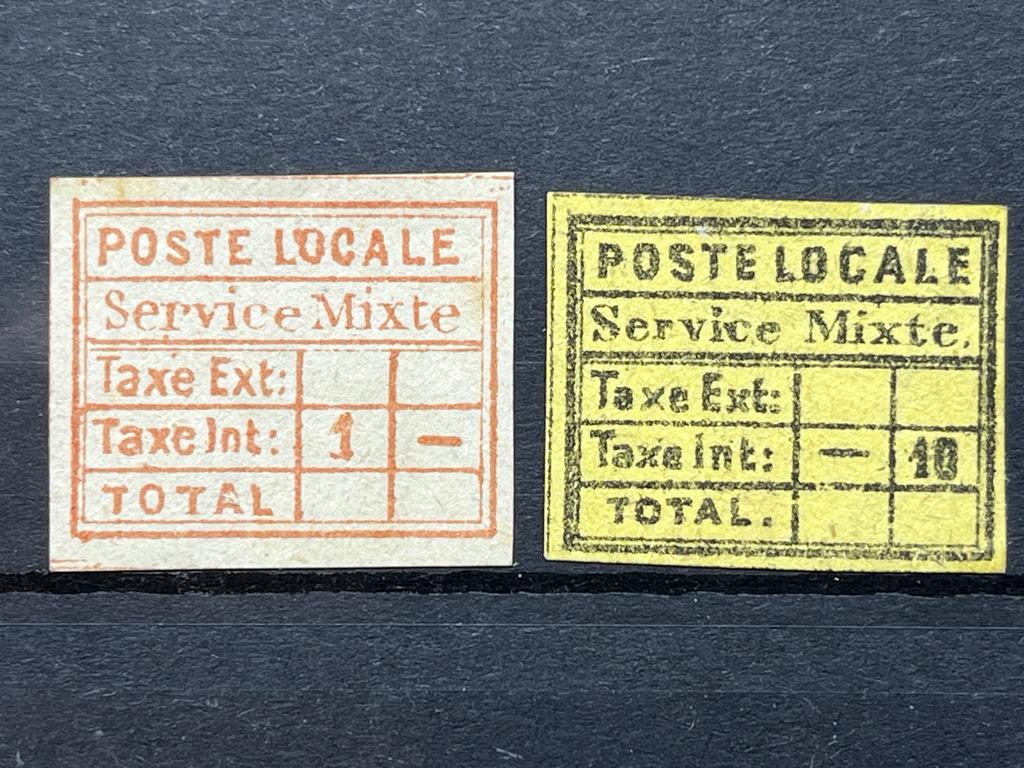 POSTE LOCALE
Service Mixte
Taxe Ext:
Taxe Int: 1 —
TOTAL
POSTE LOCALE
Service Mixte.
Taxe Ext:
Taxe Int: — 10
TOTAL.